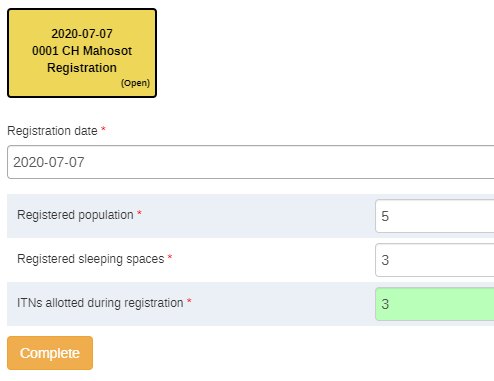 2020-07-07
0001 CH Mahosot
Registration
(Open)
Registration date *
2020-07-07
Registered population * 5
Registered sleeping spaces * 3
ITNs allotted during registration * 3
Complete